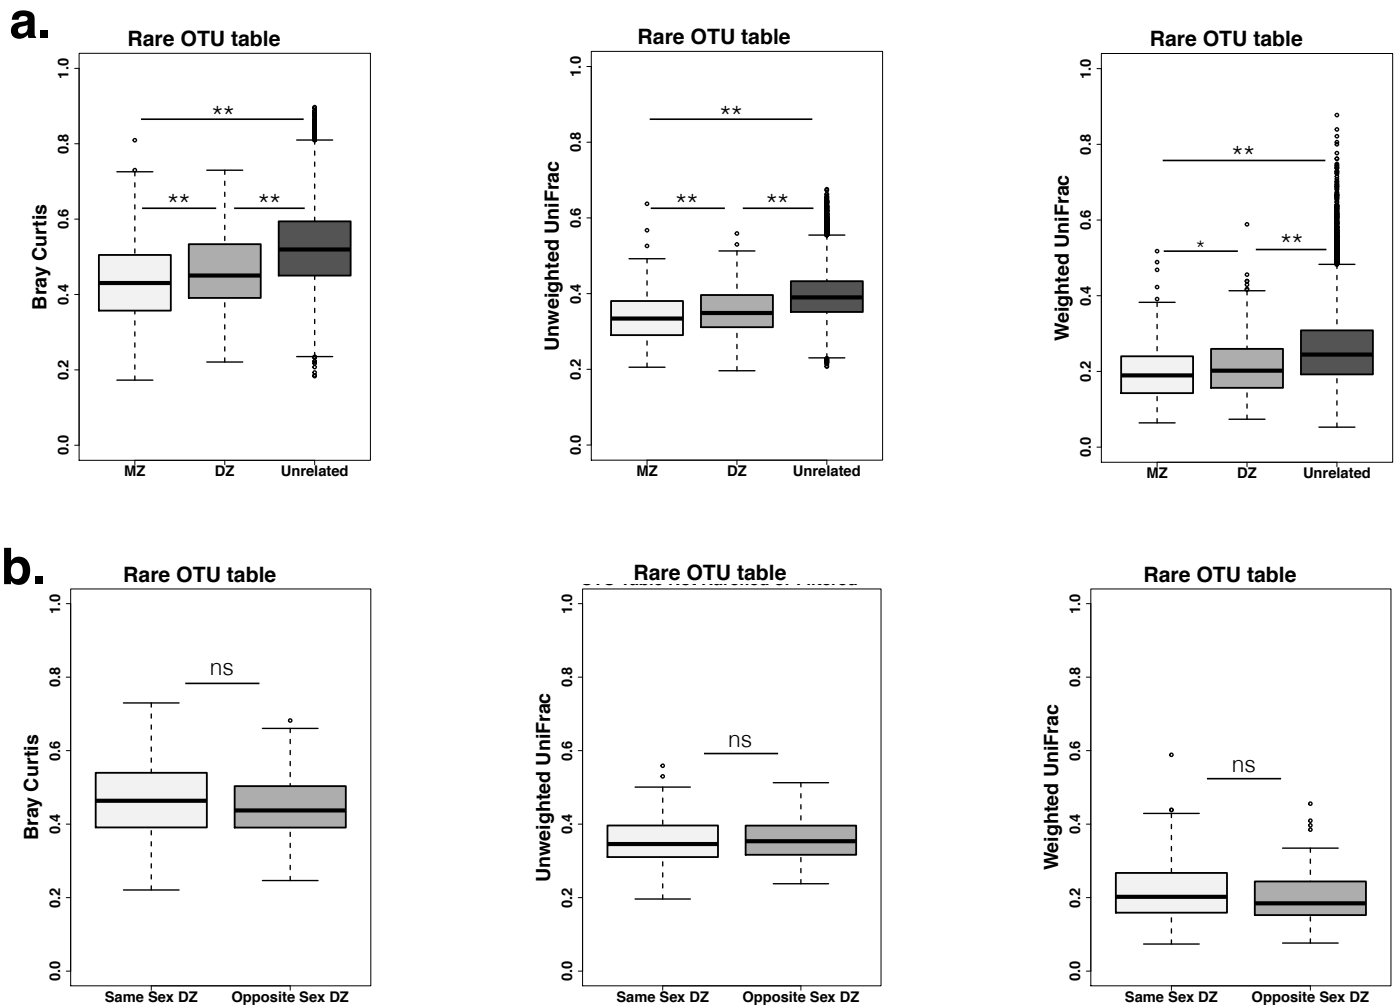 a.
Rare OTU table
Bray Curtis
1.0
0.8
0.6
0.4
0.2
0.0
**
**
**
MZ
DZ
Unrelated
Rare OTU table
Unweighted UniFrac
1.0
0.8
0.6
0.4
0.2
0.0
**
**
**
MZ
DZ
Unrelated
Rare OTU table
Weighted UniFrac
1.0
0.8
0.6
0.4
0.2
0.0
**
*
**
MZ
DZ
Unrelated
b.
Rare OTU table
Bray Curtis
1.0
0.8
0.6
0.4
0.2
0.0
ns
Same Sex DZ
Opposite Sex DZ
Rare OTU table
Unweighted UniFrac
1.0
0.8
0.6
0.4
0.2
0.0
ns
Same Sex DZ
Opposite Sex DZ
Rare OTU table
Weighted UniFrac
1.0
0.8
0.6
0.4
0.2
0.0
ns
Same Sex DZ
Opposite Sex DZ